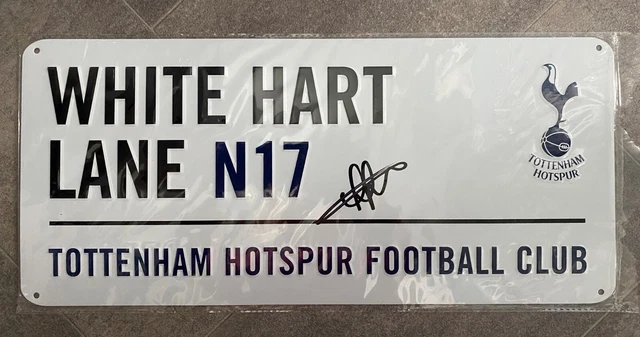 WHITE HART
LANE N17
TOTTENHAM HOTSPUR FOOTBALL CLUB
TOTTENHAM
HOTSPUR